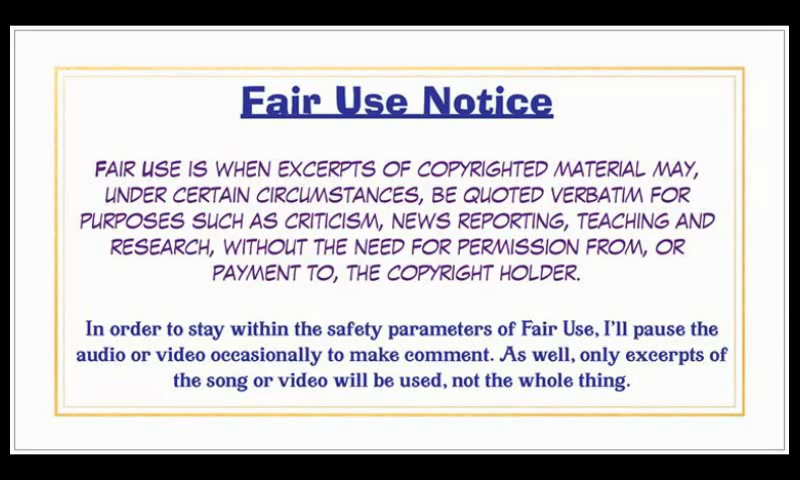 Fair Use Notice
FAIR USE IS WHEN EXCERPTS OF COPYRIGHTED MATERIAL MAY,
UNDER CERTAIN CIRCUMSTANCES, BE QUOTED VERBATIM FOR
PURPOSES SUCH AS CRITICISM, NEWS REPORTING, TEACHING AND
RESEARCH, WITHOUT THE NEED FOR PERMISSION FROM, OR
PAYMENT TO, THE COPYRIGHT HOLDER.
In order to stay within the safety parameters of Fair Use, I'll pause the
audio or video occasionally to make comment. As well, only excerpts of
the song or video will be used, not the whole thing.